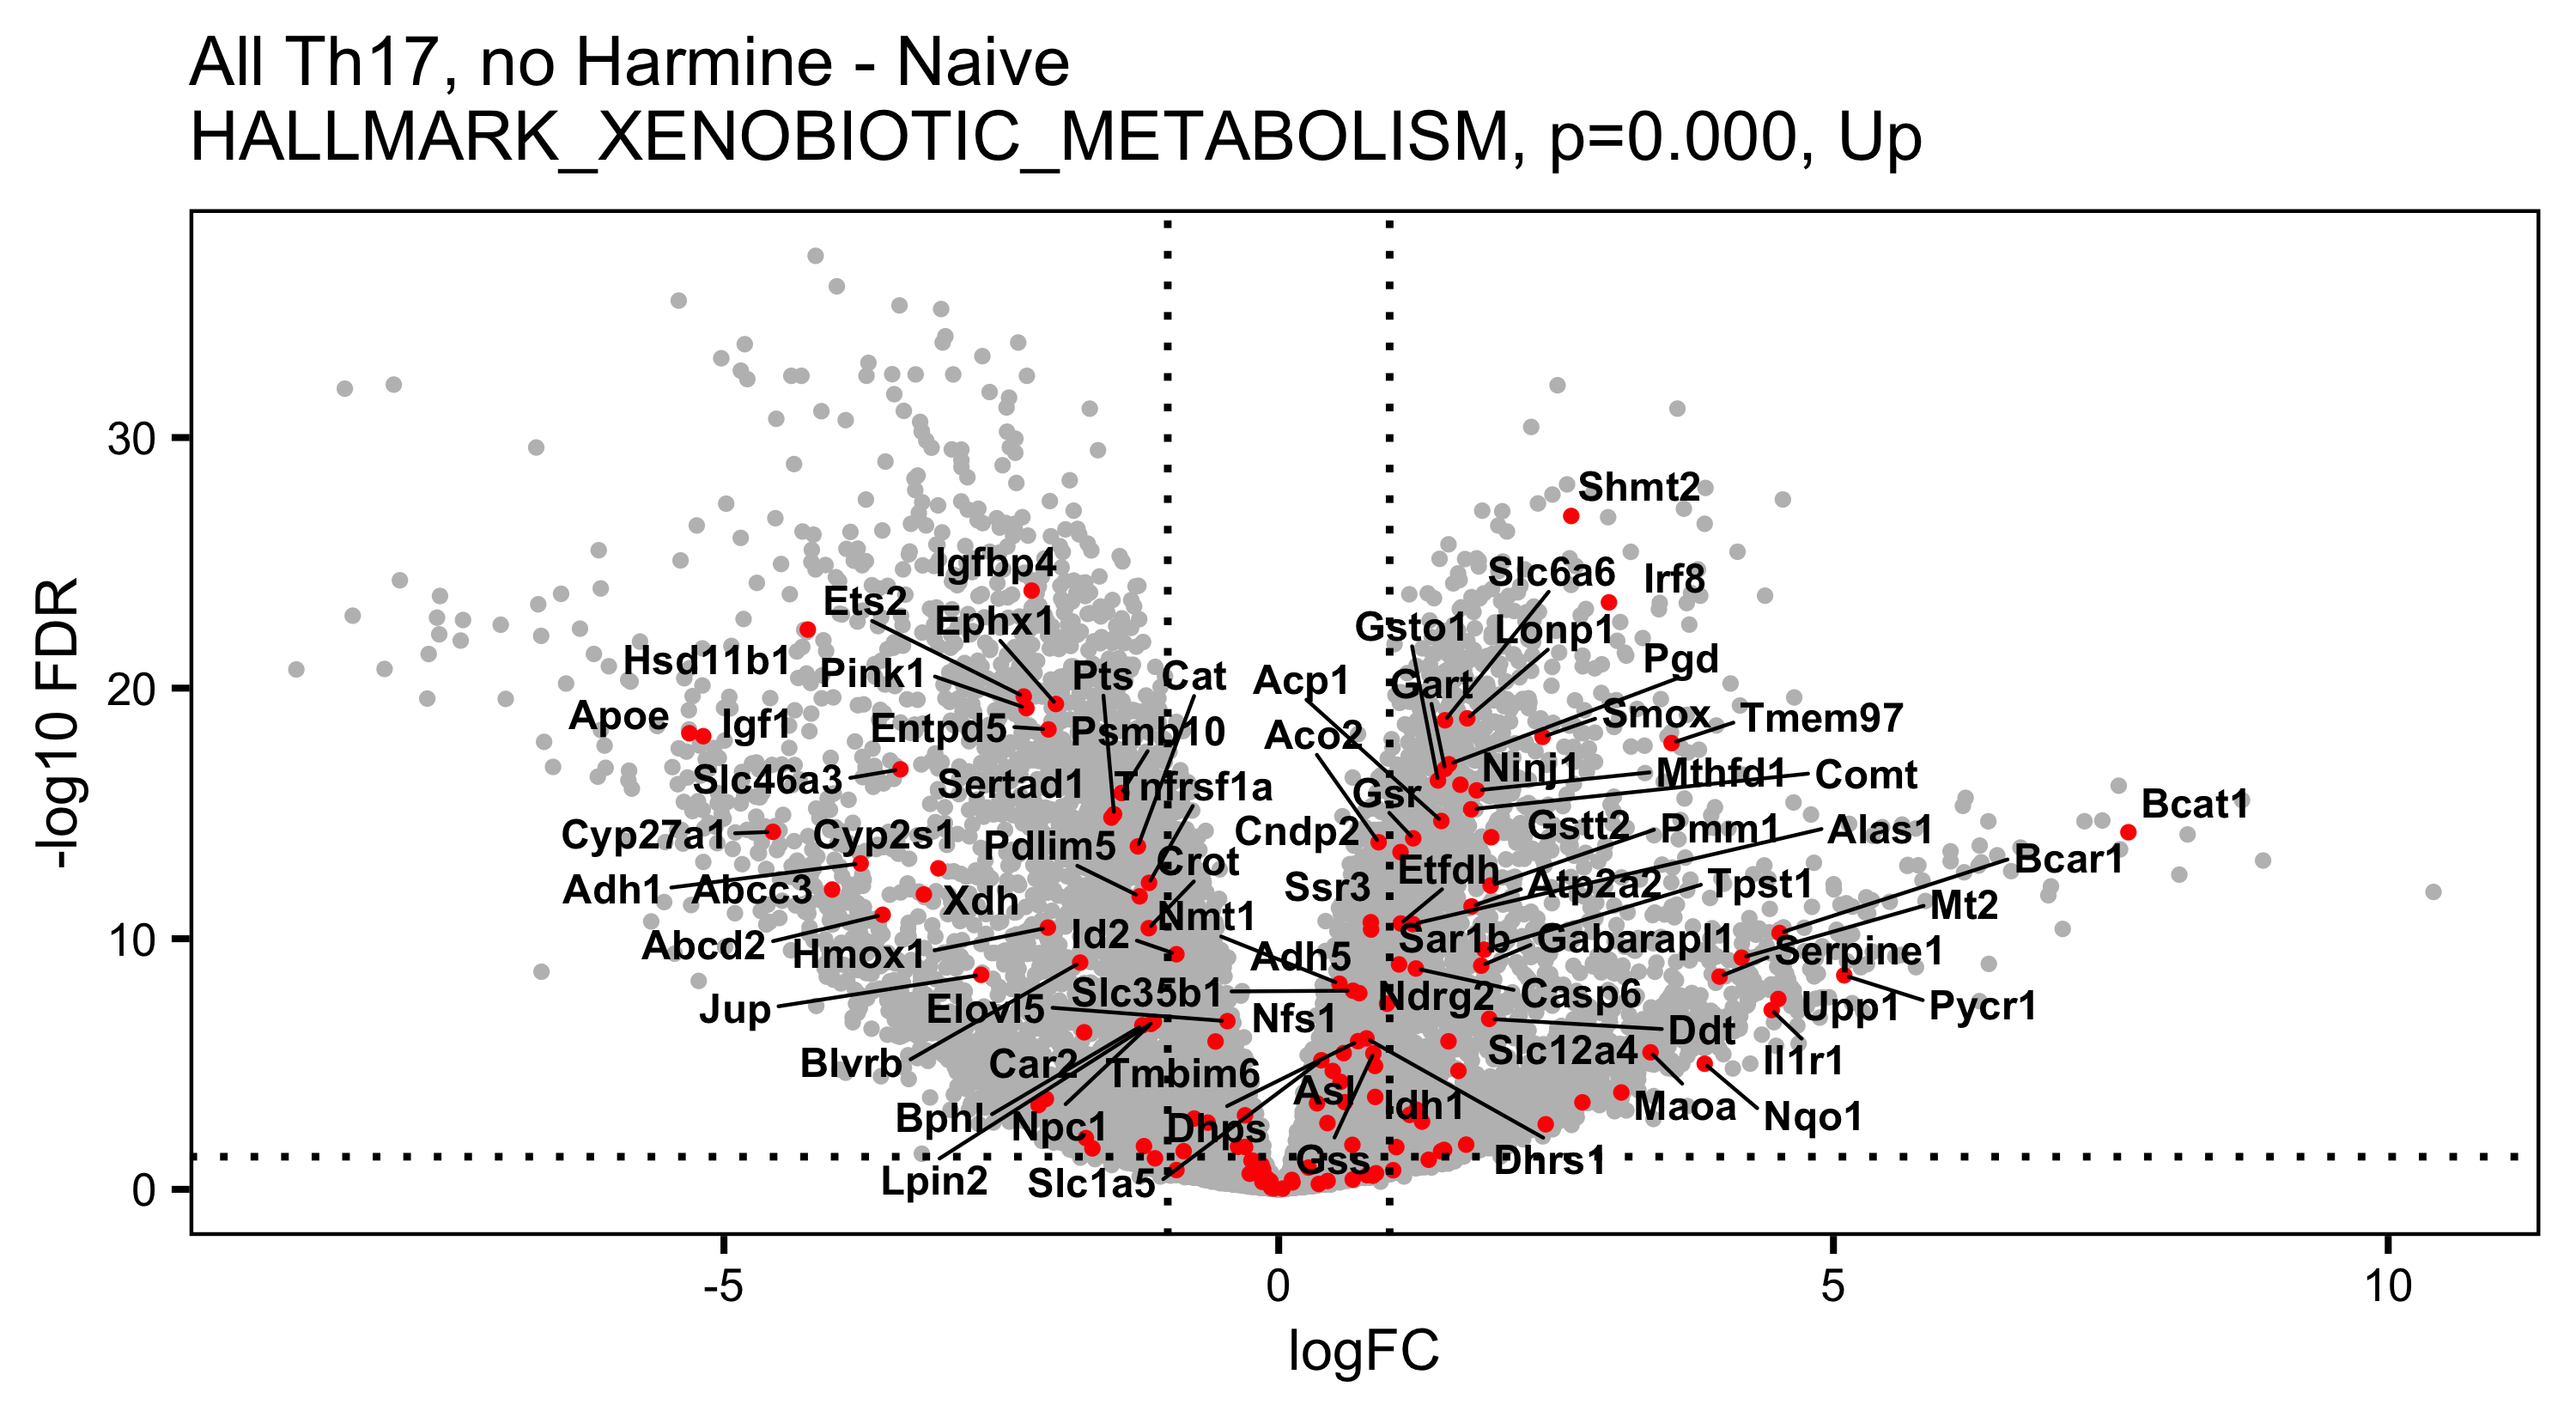 All Th17, no Harmine - Naive
HALLMARK_XENOBIOTIC_METABOLISM, p=0.000, Up
-log10 FDR
30
20
10
0
Shmt2
Igfbp4
Slc6a6
Irf8
Ets2
Ephx1
Gsto1
Lonp1
Hsd11b1
Pink1
Pts
Cat
Acp1
Gart
Pgd
Apoe
Igf1
Entpd5
Psmb10
Aco2
Smox
Tmem97
Slc46a3
Sertad1
Tnfrsf1a
Gsr
Ninj1
Mthfd1
Comt
Bcat1
Cyp27a1
Cyp2s1
Pdlim5
Crot
Cndp2
Gstt2
Pmm1
Alas1
Adh1
Abcc3
Xdh
Ssr3
Etfdh
Atp2a2
Tpst1
Bcar1
Abcd2
Hmox1
Id2
Nmt1
Adh5
Sar1b
Gabarapl1
Mt2
Serpine1
Jup
Elovl5
Slc35b1
Nfs1
Ndrg2
Casp6
Upp1
Pycr1
Blvrb
Car2
Tmbim6
Asl
Idh1
Slc12a4
Ddt
Il1r1
Bphl
Npc1
Dhps
Maoa
Nqo1
Lpin2
Slc1a5
Gss
Dhrs1
-5
0
5
10
logFC